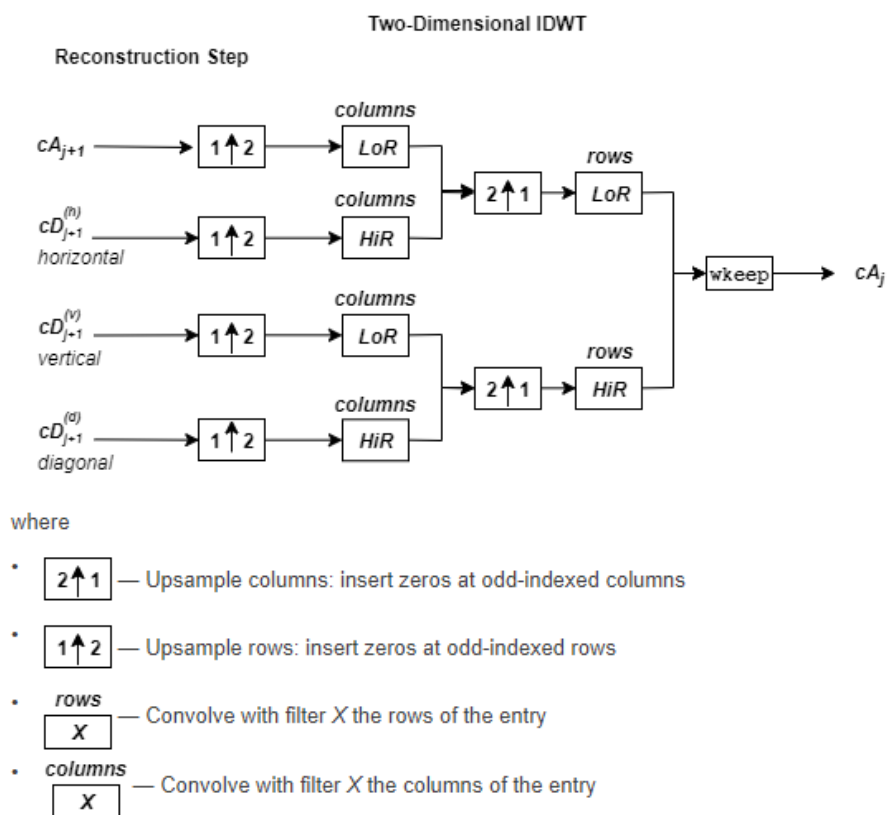 Two-Dimensional IDWT
Reconstruction Step
columns
cA j+1
1 2
LoR
rows
columns
2 1
LoR
cD j+1 (h)
horizontal
1 2
HiR
wkeep
cA j
columns
cD j+1 (v)
vertical
1 2
LoR
rows
columns
2 1
HiR
cD j+1 (d)
diagonal
1 2
HiR
where
• 2↑1 — Upsample columns: insert zeros at odd-indexed columns
• 1↑2 — Upsample rows: insert zeros at odd-indexed rows
• rows
X — Convolve with filter X the rows of the entry
• columns
X — Convolve with filter X the columns of the entry